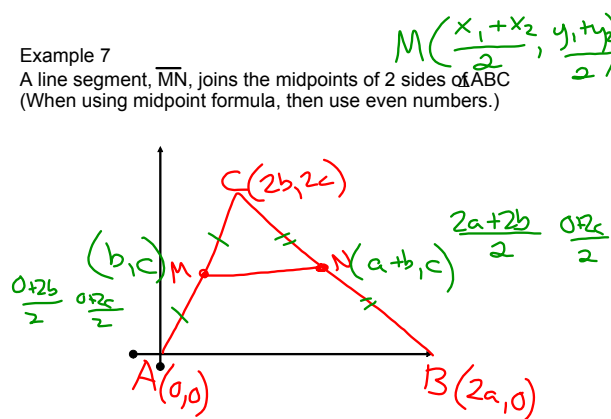 M(x₁+x₂/2, y₁+y₂/2)
Example 7
A line segment, MN, joins the midpoints of 2 sides of ΔABC
(When using midpoint formula, then use even numbers.)
C(2b,2c)
2a+2b/2 0+2c/2
(b,c) M N(a+b,c)
0+2b/2 0+2c/2
A(0,0) B(2a,0)